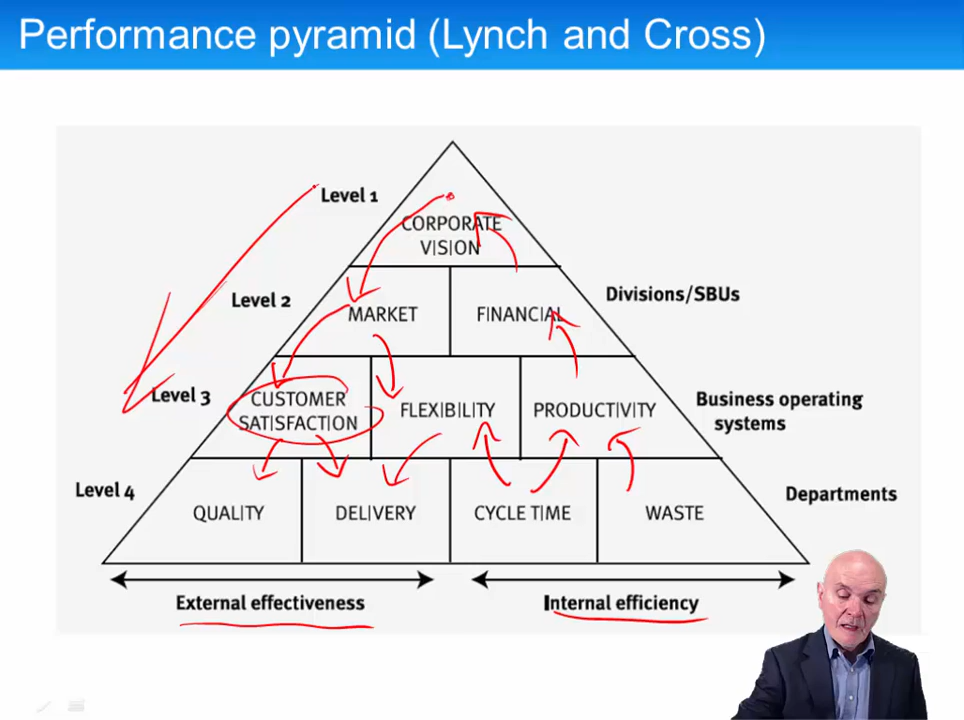 Performance pyramid (Lynch and Cross)
Level 1
CORPORATE
VISION
Level 2
MARKET
FINANCIAL
Divisions/SBUs
Level 3
CUSTOMER
SATISFACTION
FLEXIBILITY
PRODUCTIVITY
Business operating
systems
Level 4
QUALITY
DELIVERY
CYCLE TIME
WASTE
Departments
External effectiveness
Internal efficiency